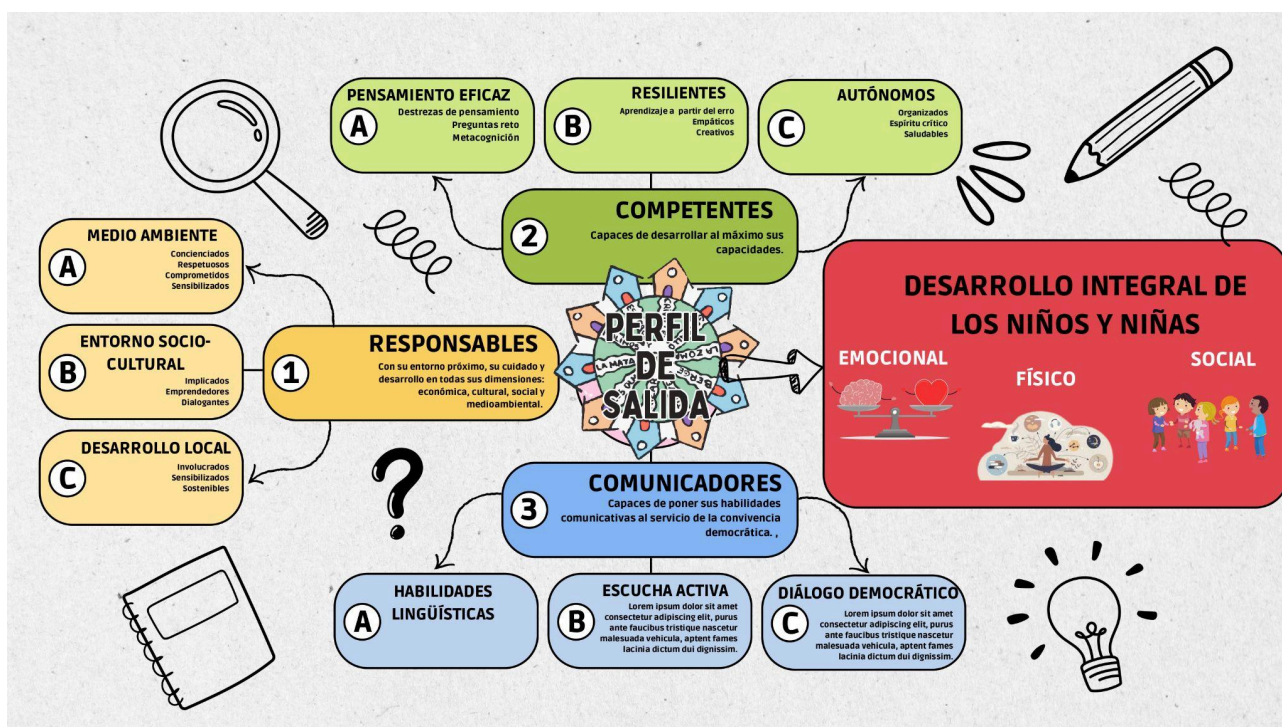 PENSAMIENTO EFICAZ
A
Destrezas de pensamiento
Preguntas reto
Metacognición
RESILIENTES
B
Aprendizaje a partir del erro
Empáticos
Creativos
AUTÓNOMOS
C
Organizados
Espíritu crítico
Saludables
COMPETENTES
2
Capaces de desarrollar al máximo sus
capacidades.
MEDIO AMBIENTE
A
Concienciados
Respetuosos
Comprometidos
Sensibilizados
ENTORNO SOCIO-
CULTURAL
B
Implicados
Emprendedores
Dialogantes
DESARROLLO LOCAL
C
Involucrados
Sensibilizados
Sostenibles
RESPONSABLES
1
Con su entorno próximo, su cuidado y
desarrollo en todas sus dimensiones:
económica, cultural, social y
medioambiental.
PERFIL
DE
SALIDA
LA MATA
BERGE
DESARROLLO INTEGRAL DE
LOS NIÑOS Y NIÑAS
EMOCIONAL
FÍSICO
SOCIAL
COMUNICADORES
3
Capaces de poner sus habilidades
comunicativas al servicio de la convivencia
democrática. ,
HABILIDADES
LINGÜÍSTICAS
A
ESCUCHA ACTIVA
B
Lorem ipsum dolor sit amet
consectetur adipiscing elit, purus
ante faucibus tristique nascetur
malesuada vehicula, aptent fames
lacinia dictum dui dignissim.
DIÁLOGO DEMOCRÁTICO
C
Lorem ipsum dolor sit amet
consectetur adipiscing elit, purus
ante faucibus tristique nascetur
malesuada vehicula, aptent fames
lacinia dictum dui dignissim.